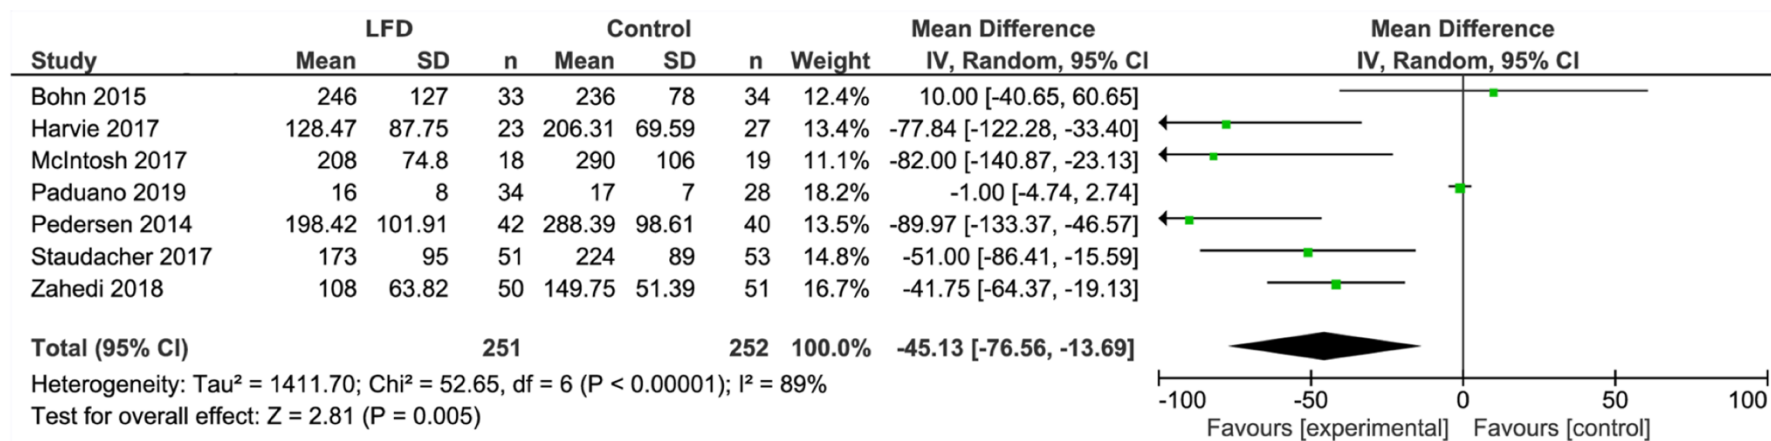 LFD Control Mean Difference Mean Difference
Study Mean SD n Mean SD n Weight IV, Random, 95% CI IV, Random, 95% CI
Bohn 2015 246 127 33 236 78 34 12.4% 10.00 [-40.65, 60.65]
Harvie 2017 128.47 87.75 23 206.31 69.59 27 13.4% -77.84 [-122.28, -33.40]
McIntosh 2017 208 74.8 18 290 106 19 11.1% -82.00 [-140.87, -23.13]
Paduano 2019 16 8 34 17 7 28 18.2% -1.00 [-4.74, 2.74]
Pedersen 2014 198.42 101.91 42 288.39 98.61 40 13.5% -89.97 [-133.37, -46.57]
Staudacher 2017 173 95 51 224 89 53 14.8% -51.00 [-86.41, -15.59]
Zahedi 2018 108 63.82 50 149.75 51.39 51 16.7% -41.75 [-64.37, -19.13]
Total (95% CI) 251 252 100.0% -45.13 [-76.56, -13.69]
Heterogeneity: Tau² = 1411.70; Chi² = 52.65, df = 6 (P < 0.00001); I² = 89%
Test for overall effect: Z = 2.81 (P = 0.005)
-100 -50 0 50 100
Favours [experimental] Favours [control]